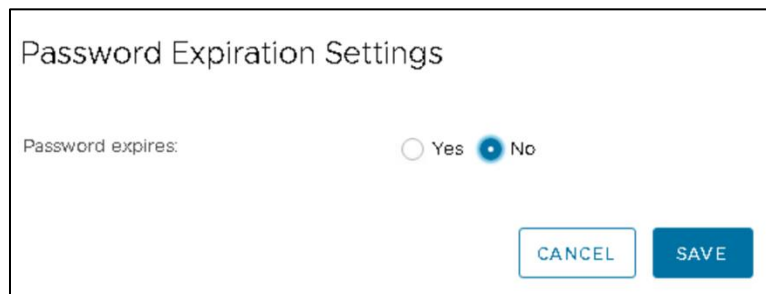 Password Expiration Settings
Password expires: Yes No
CANCEL SAVE